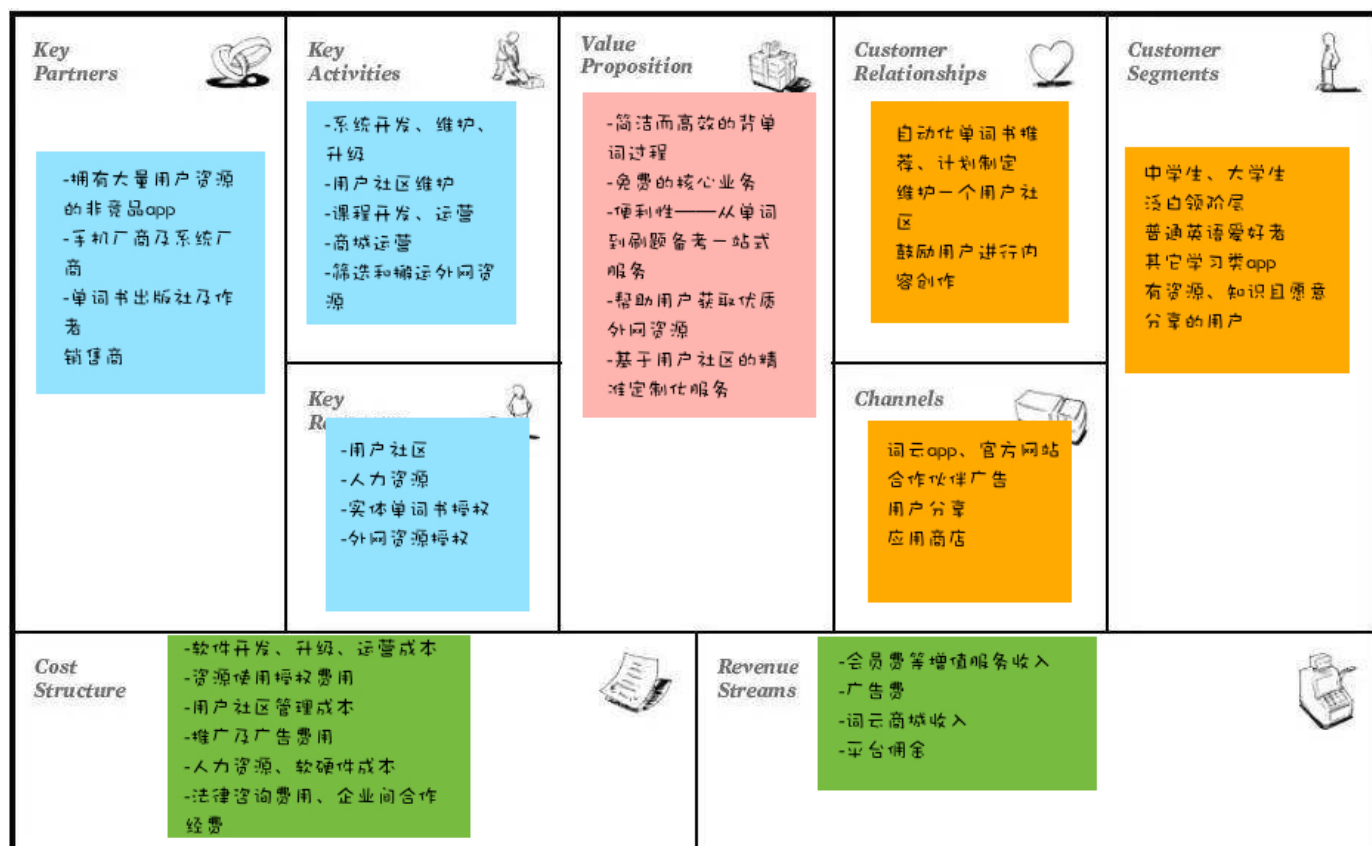 Key
Partners
-拥有大量用户资源
的非竞品app
-手机厂商及系统厂
商
-单词书出版社及作
者
销售商
Key
Activities
-系统开发、维护、
升级
-用户社区维护
-课程开发、运营
-商城运营
-筛选和搬运外网资
源
Key
-用户社区
-人力资源
-实体单词书授权
-外网资源授权
Value
Proposition
-简洁而高效的背单
词过程
-免费的核心业务
-便利性——从单词
到刷题备考一站式
服务
-帮助用户获取优质
外网资源
-基于用户社区的精
准定制化服务
Customer
Relationships
自动化单词书推
荐、计划制定
维护一个用户社
区
鼓励用户进行内
容创作
Channels
词云app、官方网站
合作伙伴广告
用户分享
应用商店
Customer
Segments
中学生、大学生
泛白领阶层
普通英语爱好者
其它学习类app
有资源、知识且愿意
分享的用户
Cost
Structure
-软件开发、升级、运营成本
-资源使用授权费用
-用户社区管理成本
-推广及广告费用
-人力资源、软硬件成本
-法律咨询费用、企业间合作
经费
Revenue
Streams
-会员费等增值服务收入
-广告费
-词云商城收入
-平台佣金